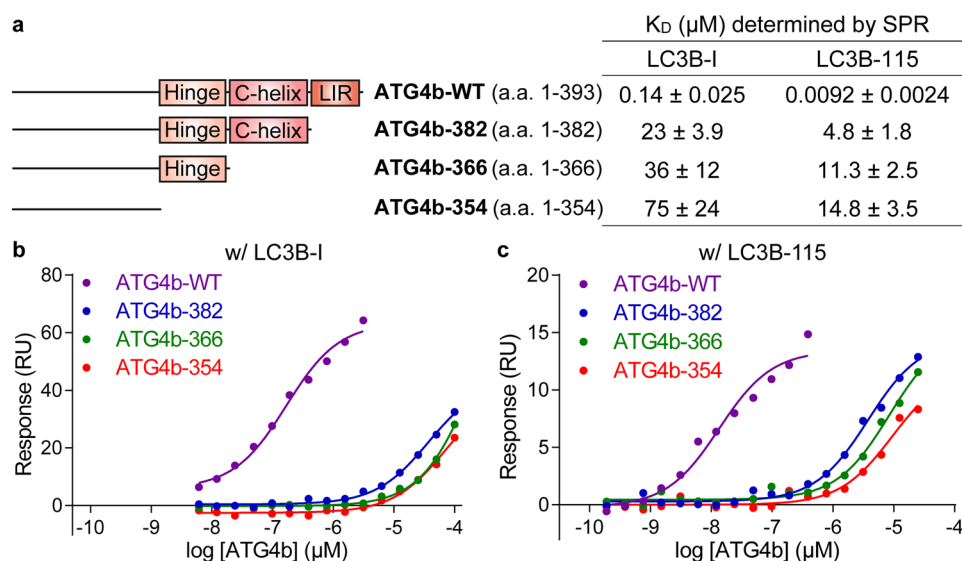 a
K_D (μM) determined by SPR
LC3B-I LC3B-115
Hinge C-helix LIR ATG4b-WT (a.a. 1-393) 0.14 ± 0.025 0.0092 ± 0.0024
Hinge C-helix ATG4b-382 (a.a. 1-382) 23 ± 3.9 4.8 ± 1.8
Hinge ATG4b-366 (a.a. 1-366) 36 ± 12 11.3 ± 2.5
ATG4b-354 (a.a. 1-354) 75 ± 24 14.8 ± 3.5
b w/ LC3B-I
ATG4b-WT
ATG4b-382
ATG4b-366
ATG4b-354
80
60
40
20
0
Response (RU)
-10 -9 -8 -7 -6 -5 -4
log [ATG4b] (μM)
c w/ LC3B-115
ATG4b-WT
ATG4b-382
ATG4b-366
ATG4b-354
20
15
10
5
0
Response (RU)
-10 -9 -8 -7 -6 -5 -4
log [ATG4b] (μM)